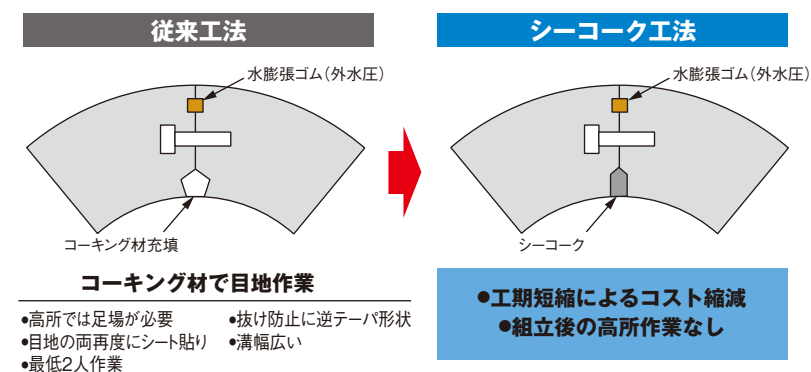 従来工法
水膨張ゴム(外水圧)
コーキング材充填
コーキング材で目地作業
●高所では足場が必要
●目地の両再度にシート貼り
●最低2人作業
●抜け防止に逆テーパ形状
●溝幅広い
シーコーク工法
水膨張ゴム(外水圧)
シーコーク
●工期短縮によるコスト縮減
●組立後の高所作業なし